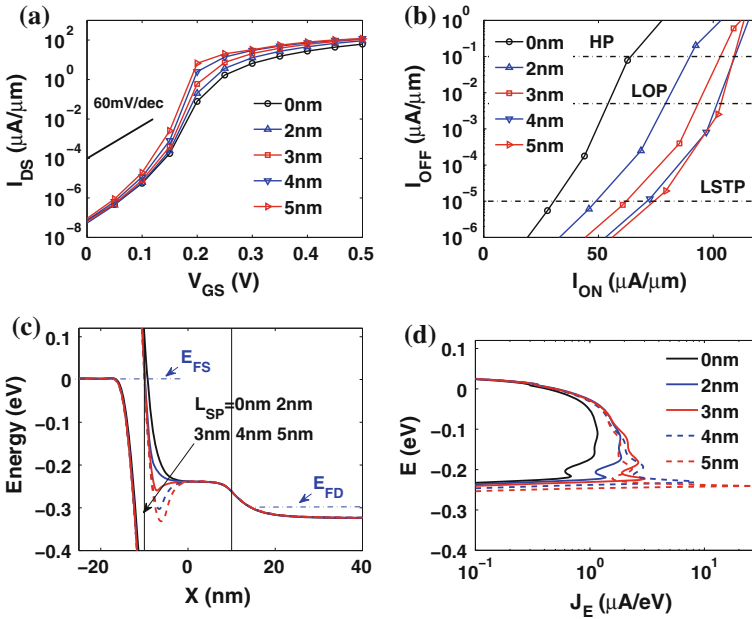 (a)
10²
10⁰
10⁻²
10⁻⁴
10⁻⁶
10⁻⁸
I_DS (µA/µm)
60mV/dec
0nm
2nm
3nm
4nm
5nm
0 0.1 0.2 0.3 0.4 0.5
V_GS (V)
(b)
10⁰
10⁻¹
10⁻²
10⁻³
10⁻⁴
10⁻⁵
10⁻⁶
I_OFF (µA/µm)
0nm
2nm
3nm
4nm
5nm
HP
LOP
LSTP
0 50 100
I_ON (µA/µm)
(c)
0.1
0
−0.1
−0.2
−0.3
−0.4
Energy (eV)
E_FS
L_SP=0nm 2nm
3nm 4nm 5nm
E_FD
−20 0 20 40
X (nm)
(d)
0.1
0
−0.1
−0.2
−0.3
−0.4
E (eV)
0nm
2nm
3nm
4nm
5nm
10⁻¹ 10⁰ 10¹
J_E (µA/eV)